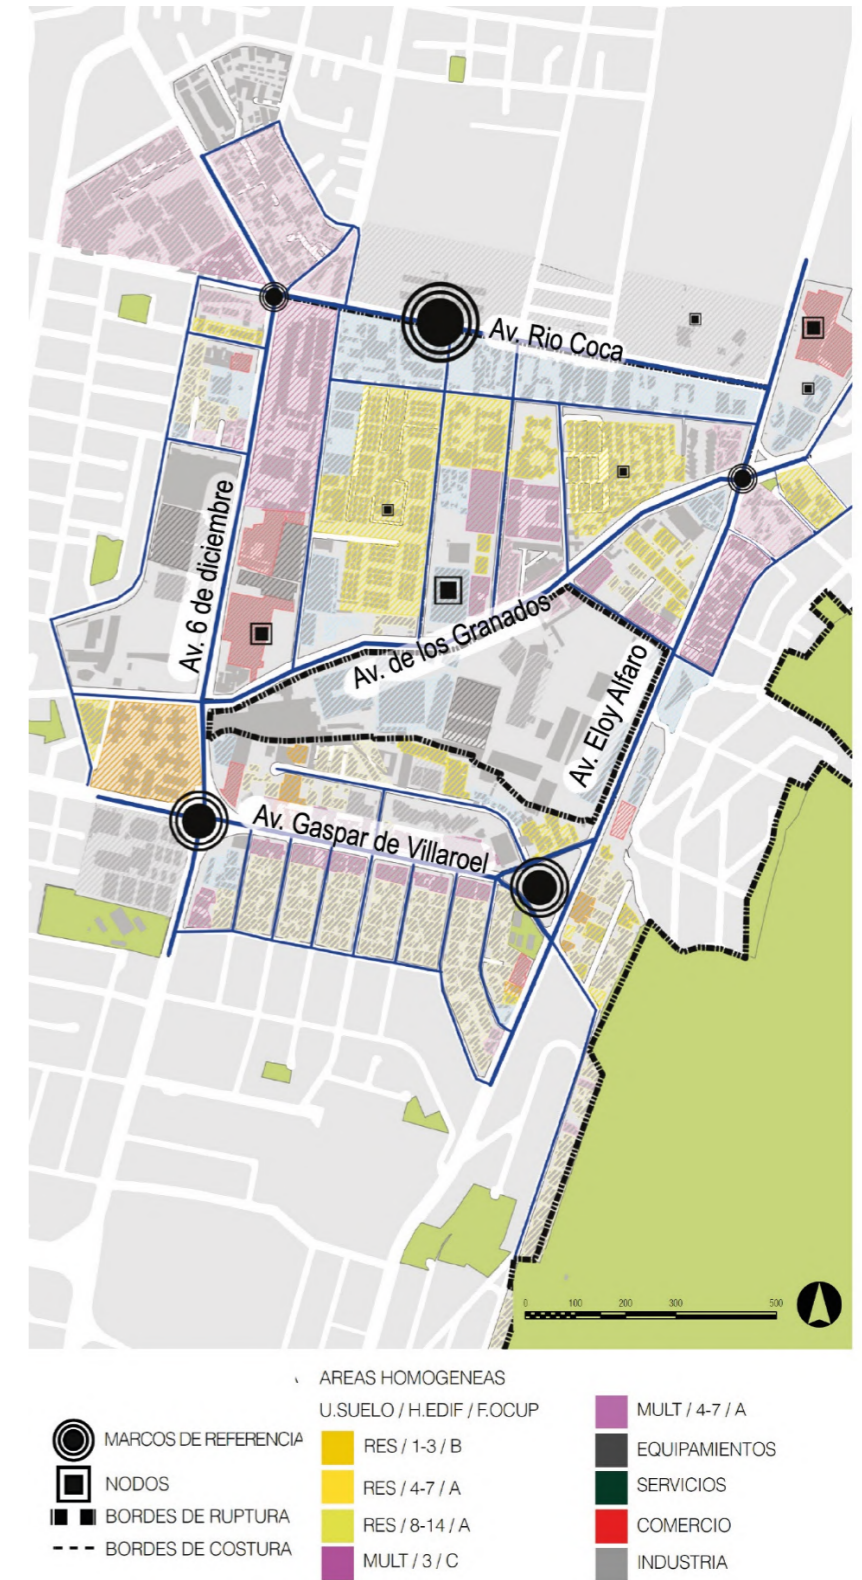 Av. Rio Coca
Av. 6 de diciembre
Av. de los Granados
Av. Eloy Alfaro
Av. Gaspar de Villaroel
0 100 200 300 500
AREAS HOMOGENEAS
U.SUELO / H.EDIF / F.OCUP
MARCOS DE REFERENCIA
NODOS
BORDES DE RUPTURA
BORDES DE COSTURA
RES / 1-3 / B
RES / 4-7 / A
RES / 8-14 / A
MULT / 3 / C
MULT / 4-7 / A
EQUIPAMIENTOS
SERVICIOS
COMERCIO
INDUSTRIA